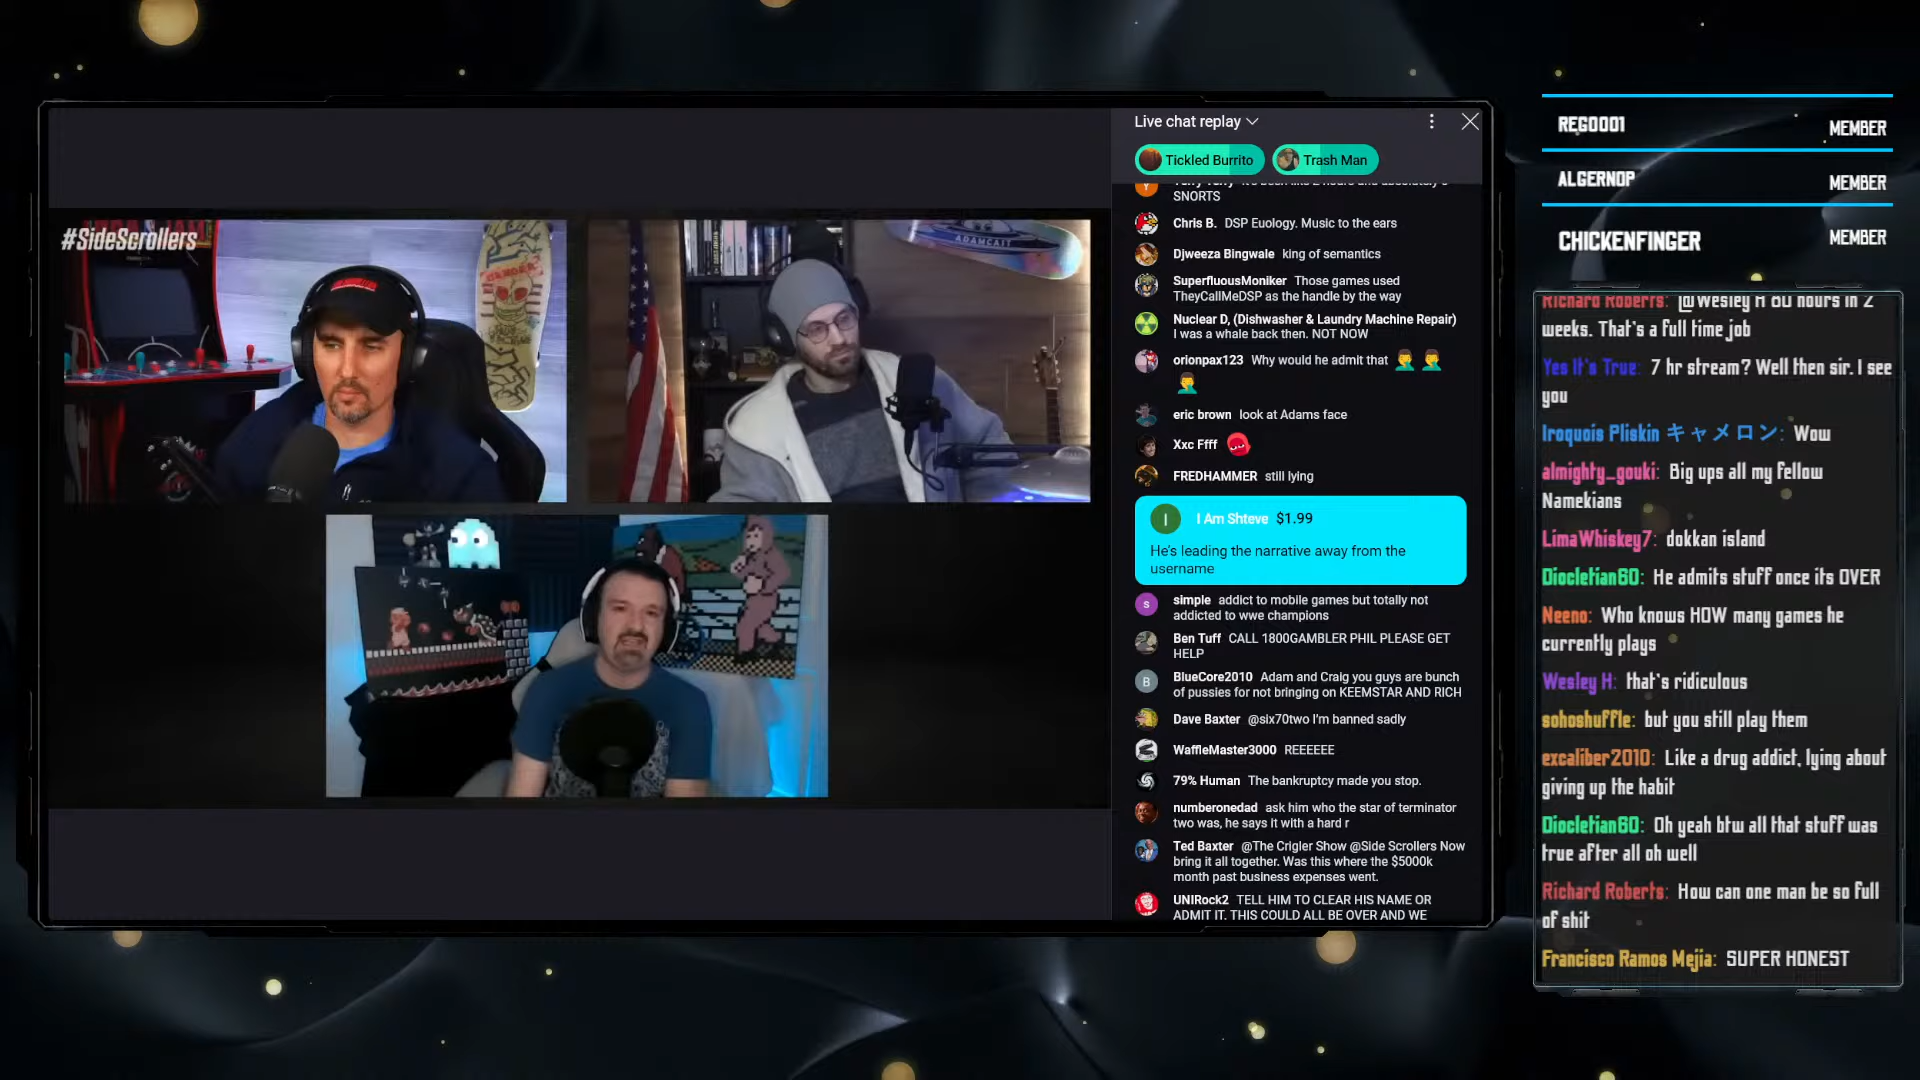 #SideScrollers
ADAMCAIT
Live chat replay
Tickled Burrito
Trash Man
SNORTS
Chris B. DSP Euology. Music to the ears
Djweeza Bingwale king of semantics
SuperfluousMoniker Those games used
TheyCallMeDSP as the handle by the way
Nuclear D, (Dishwasher & Laundry Machine Repair)
I was a whale back then. NOT NOW
orionpax123 Why would he admit that
eric brown look at Adams face
Xxc Ffff
FREDHAMMER still lying
I
I Am Shteve $1.99
He's leading the narrative away from the
username
s
simple addict to mobile games but totally not
addicted to wwe champions
Ben Tuff CALL 1800GAMBLER PHIL PLEASE GET
HELP
B
BlueCore2010 Adam and Craig you guys are bunch
of pussies for not bringing on KEEMSTAR AND RICH
Dave Baxter @six70two I'm banned sadly
WaffleMaster3000 REEEEEE
79% Human The bankruptcy made you stop.
numberonedad ask him who the star of terminator
two was, he says it with a hard r
Ted Baxter @The Crigler Show @Side Scrollers Now
bring it all together. Was this where the $5000k
month past business expenses went.
UNIRock2 TELL HIM TO CLEAR HIS NAME OR
ADMIT IT. THIS COULD ALL BE OVER AND WE
REG0001 MEMBER
ALGERNOP MEMBER
CHICKENFINGER MEMBER
Richard Roberts: @Wesley H 80 hours in 2
weeks. That's a full time job
Yes It's True: 7 hr stream? Well then sir. I see
you
Iroquois Pliskin キャメロン: Wow
almighty_gouki: Big ups all my fellow
Namekians
LimaWhiskey7: dokkan island
Diocletian60: He admits stuff once its OVER
Neeno: Who knows HOW many games he
currently plays
Wesley H: that's ridiculous
sohoshuffle: but you still play them
excaliber2010: Like a drug addict, lying about
giving up the habit
Diocletian60: Oh yeah btw all that stuff was
true after all oh well
Richard Roberts: How can one man be so full
of shit
Francisco Ramos Mejia: SUPER HONEST